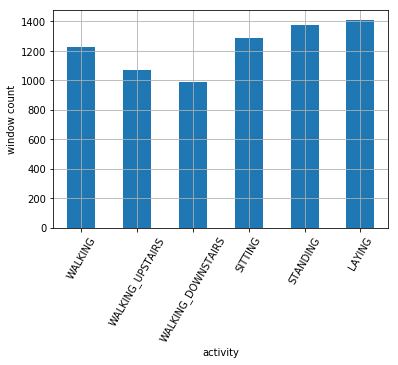 1400
1200
1000
800
600
400
200
0
window count
WALKING
WALKING_UPSTAIRS
WALKING_DOWNSTAIRS
SITTING
STANDING
LAYING
activity